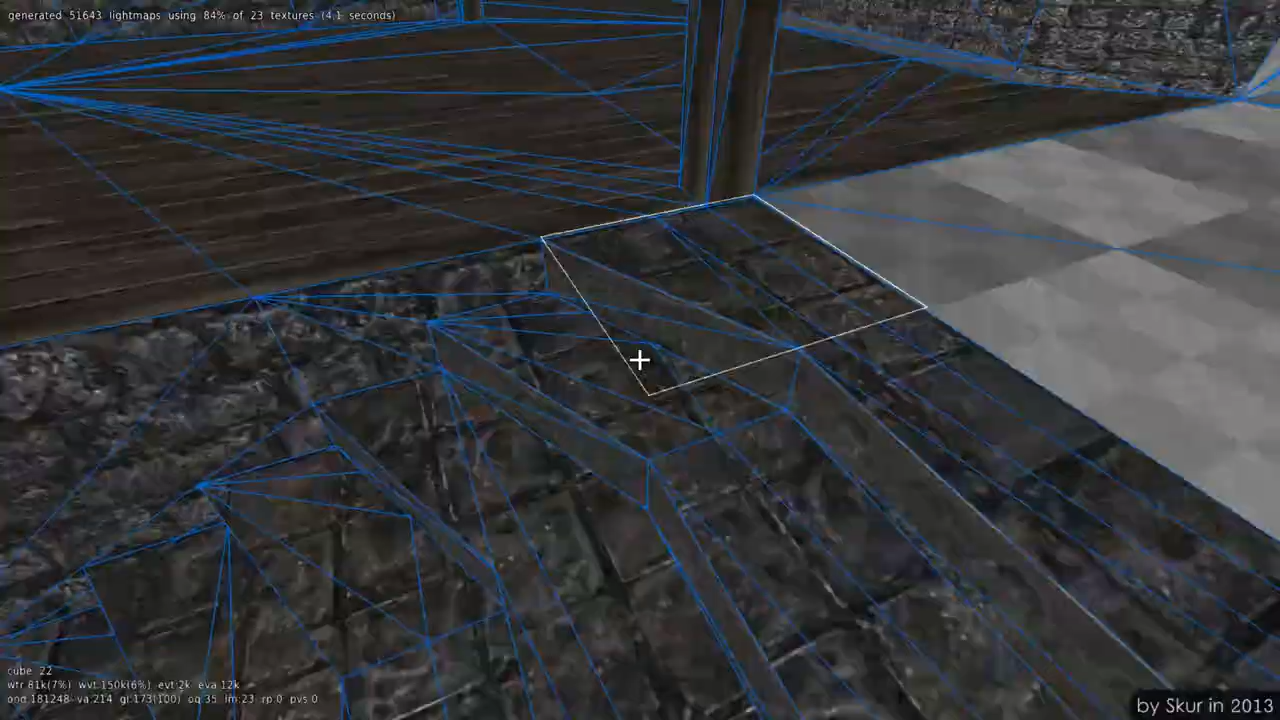 generated 51643 lightmaps using 84% of 23 textures (4.1 seconds)
cube 22
wtr:81k(7%) wvt:150k(6%) evt:2k eva:12k
ond:181248 va:214 gl:173(100) oq:35 lm:23 rp:0 pvs:0
by Skur in 2013